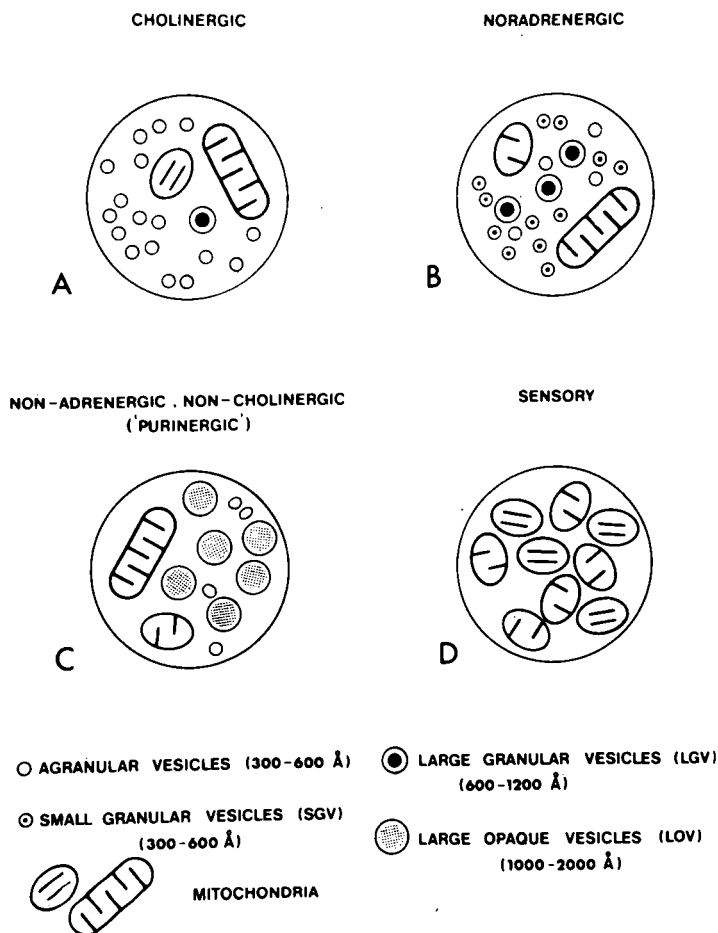 CHOLINERGIC
NORADRENERGIC
A
B
NON-ADRENERGIC , NON-CHOLINERGIC
('PURINERGIC')
SENSORY
C
D
AGRANULAR VESICLES (300-600 Å)
LARGE GRANULAR VESICLES (LGV)
(600-1200 Å)
SMALL GRANULAR VESICLES (SGV)
(300-600 Å)
LARGE OPAQUE VESICLES (LOV)
(1000-2000 Å)
MITOCHONDRIA